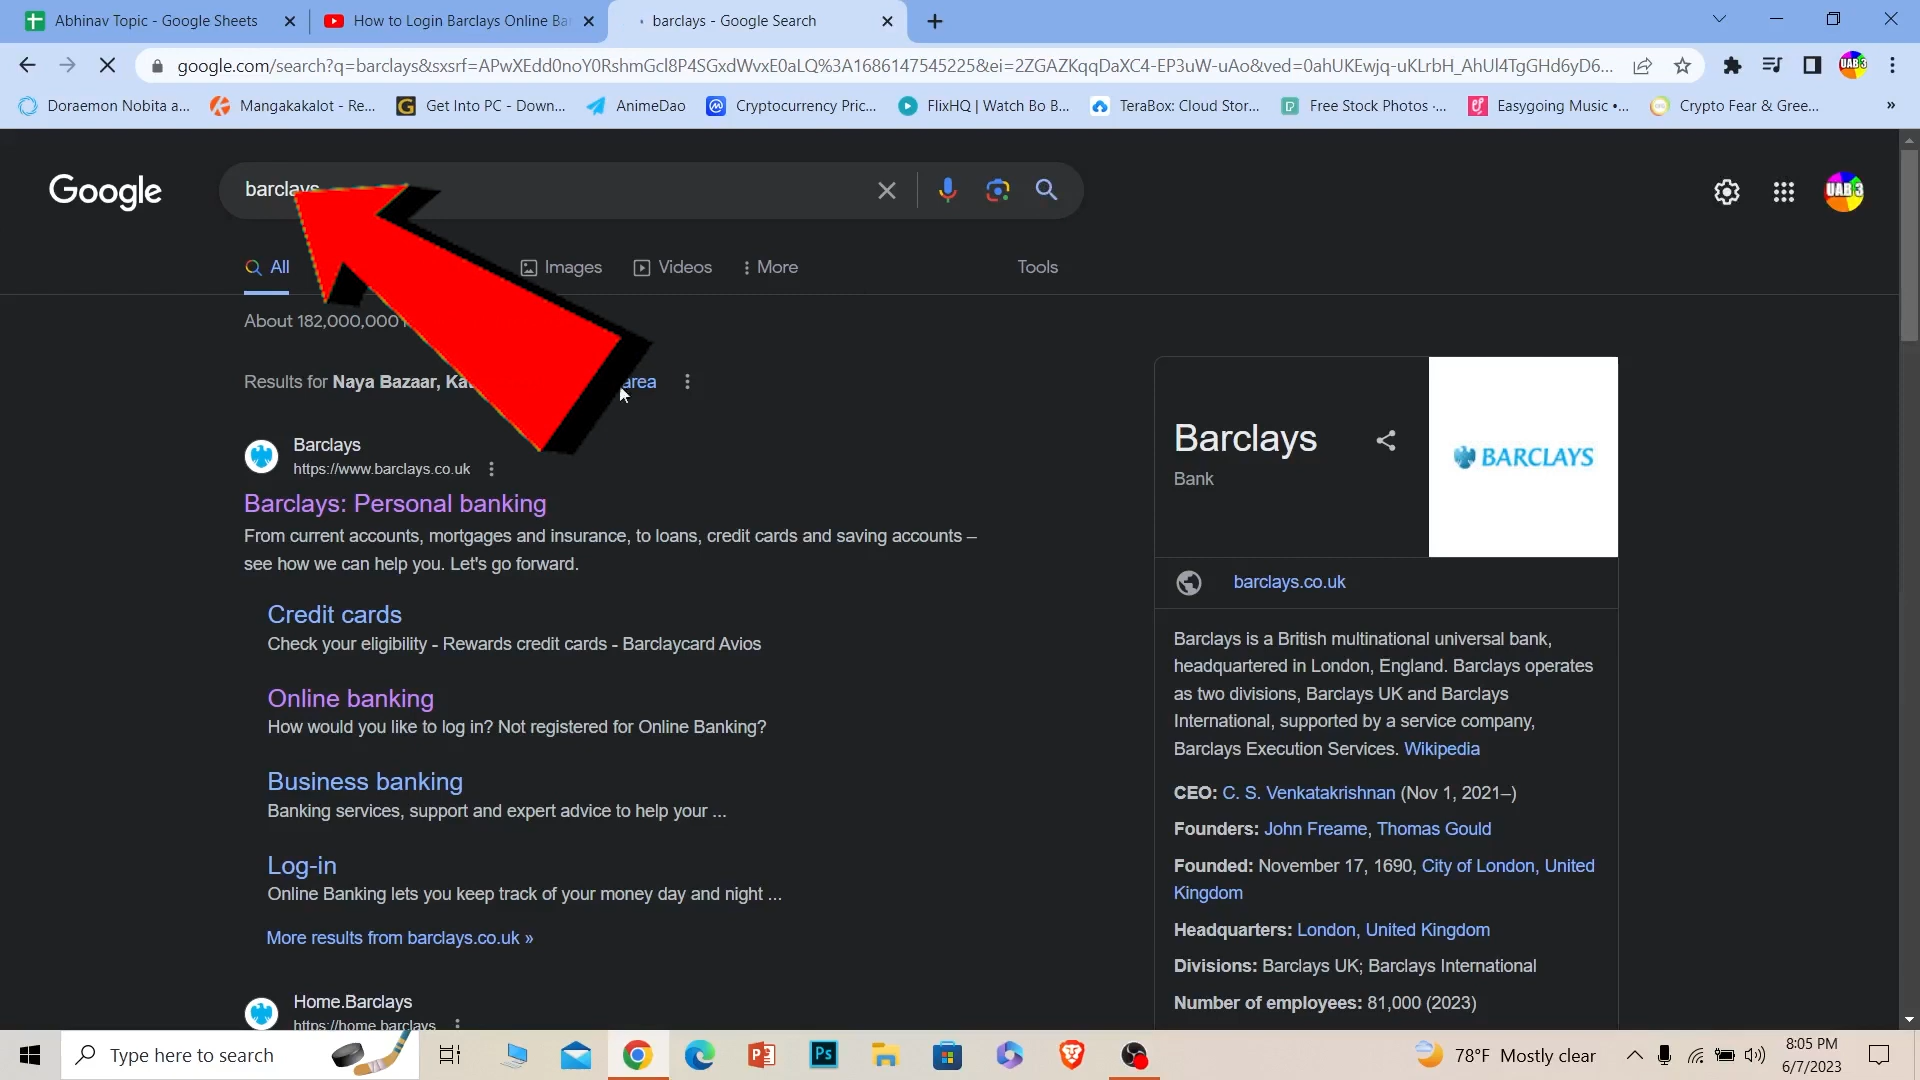 Abhinav Topic - Google Sheets
How to Login Barclays Online Ba
barclays - Google Search
google.com/search?q=barclays&sxsrf=APwXEdd0noY0RshmGcl8P4SGxdWvxE0aLQ%3A1686147545225&ei=2ZGAZKqqDaXC4-EP3uW-uAo&ved=0ahUKEwjq-uKLrbH_AhUl4TgGHd6yD6...
UAB 3
Doraemon Nobita a...
Mangakakalot - Re...
Get Into PC - Down...
AnimeDao
Cryptocurrency Pric...
FlixHQ | Watch Bo B...
TeraBox: Cloud Stor...
Free Stock Photos ·...
Easygoing Music •...
Crypto Fear & Gree...
»
Google
barclays
UAB 3
All
Images
Videos
More
Tools
About 182,000,000
Results for Naya Bazaar,
area
Barclays
https://www.barclays.co.uk
Barclays: Personal banking
From current accounts, mortgages and insurance, to loans, credit cards and saving accounts –
see how we can help you. Let's go forward.
Credit cards
Check your eligibility - Rewards credit cards - Barclaycard Avios
Online banking
How would you like to log in? Not registered for Online Banking?
Business banking
Banking services, support and expert advice to help your ...
Log-in
Online Banking lets you keep track of your money day and night ...
More results from barclays.co.uk »
Home.Barclays
https://home.barclays
Barclays
Bank
BARCLAYS
barclays.co.uk
Barclays is a British multinational universal bank,
headquartered in London, England. Barclays operates
as two divisions, Barclays UK and Barclays
International, supported by a service company,
Barclays Execution Services. Wikipedia
CEO: C. S. Venkatakrishnan (Nov 1, 2021–)
Founders: John Freame, Thomas Gould
Founded: November 17, 1690, City of London, United
Kingdom
Headquarters: London, United Kingdom
Divisions: Barclays UK; Barclays International
Number of employees: 81,000 (2023)
Type here to search
Ps
78°F Mostly clear
8:05 PM
6/7/2023